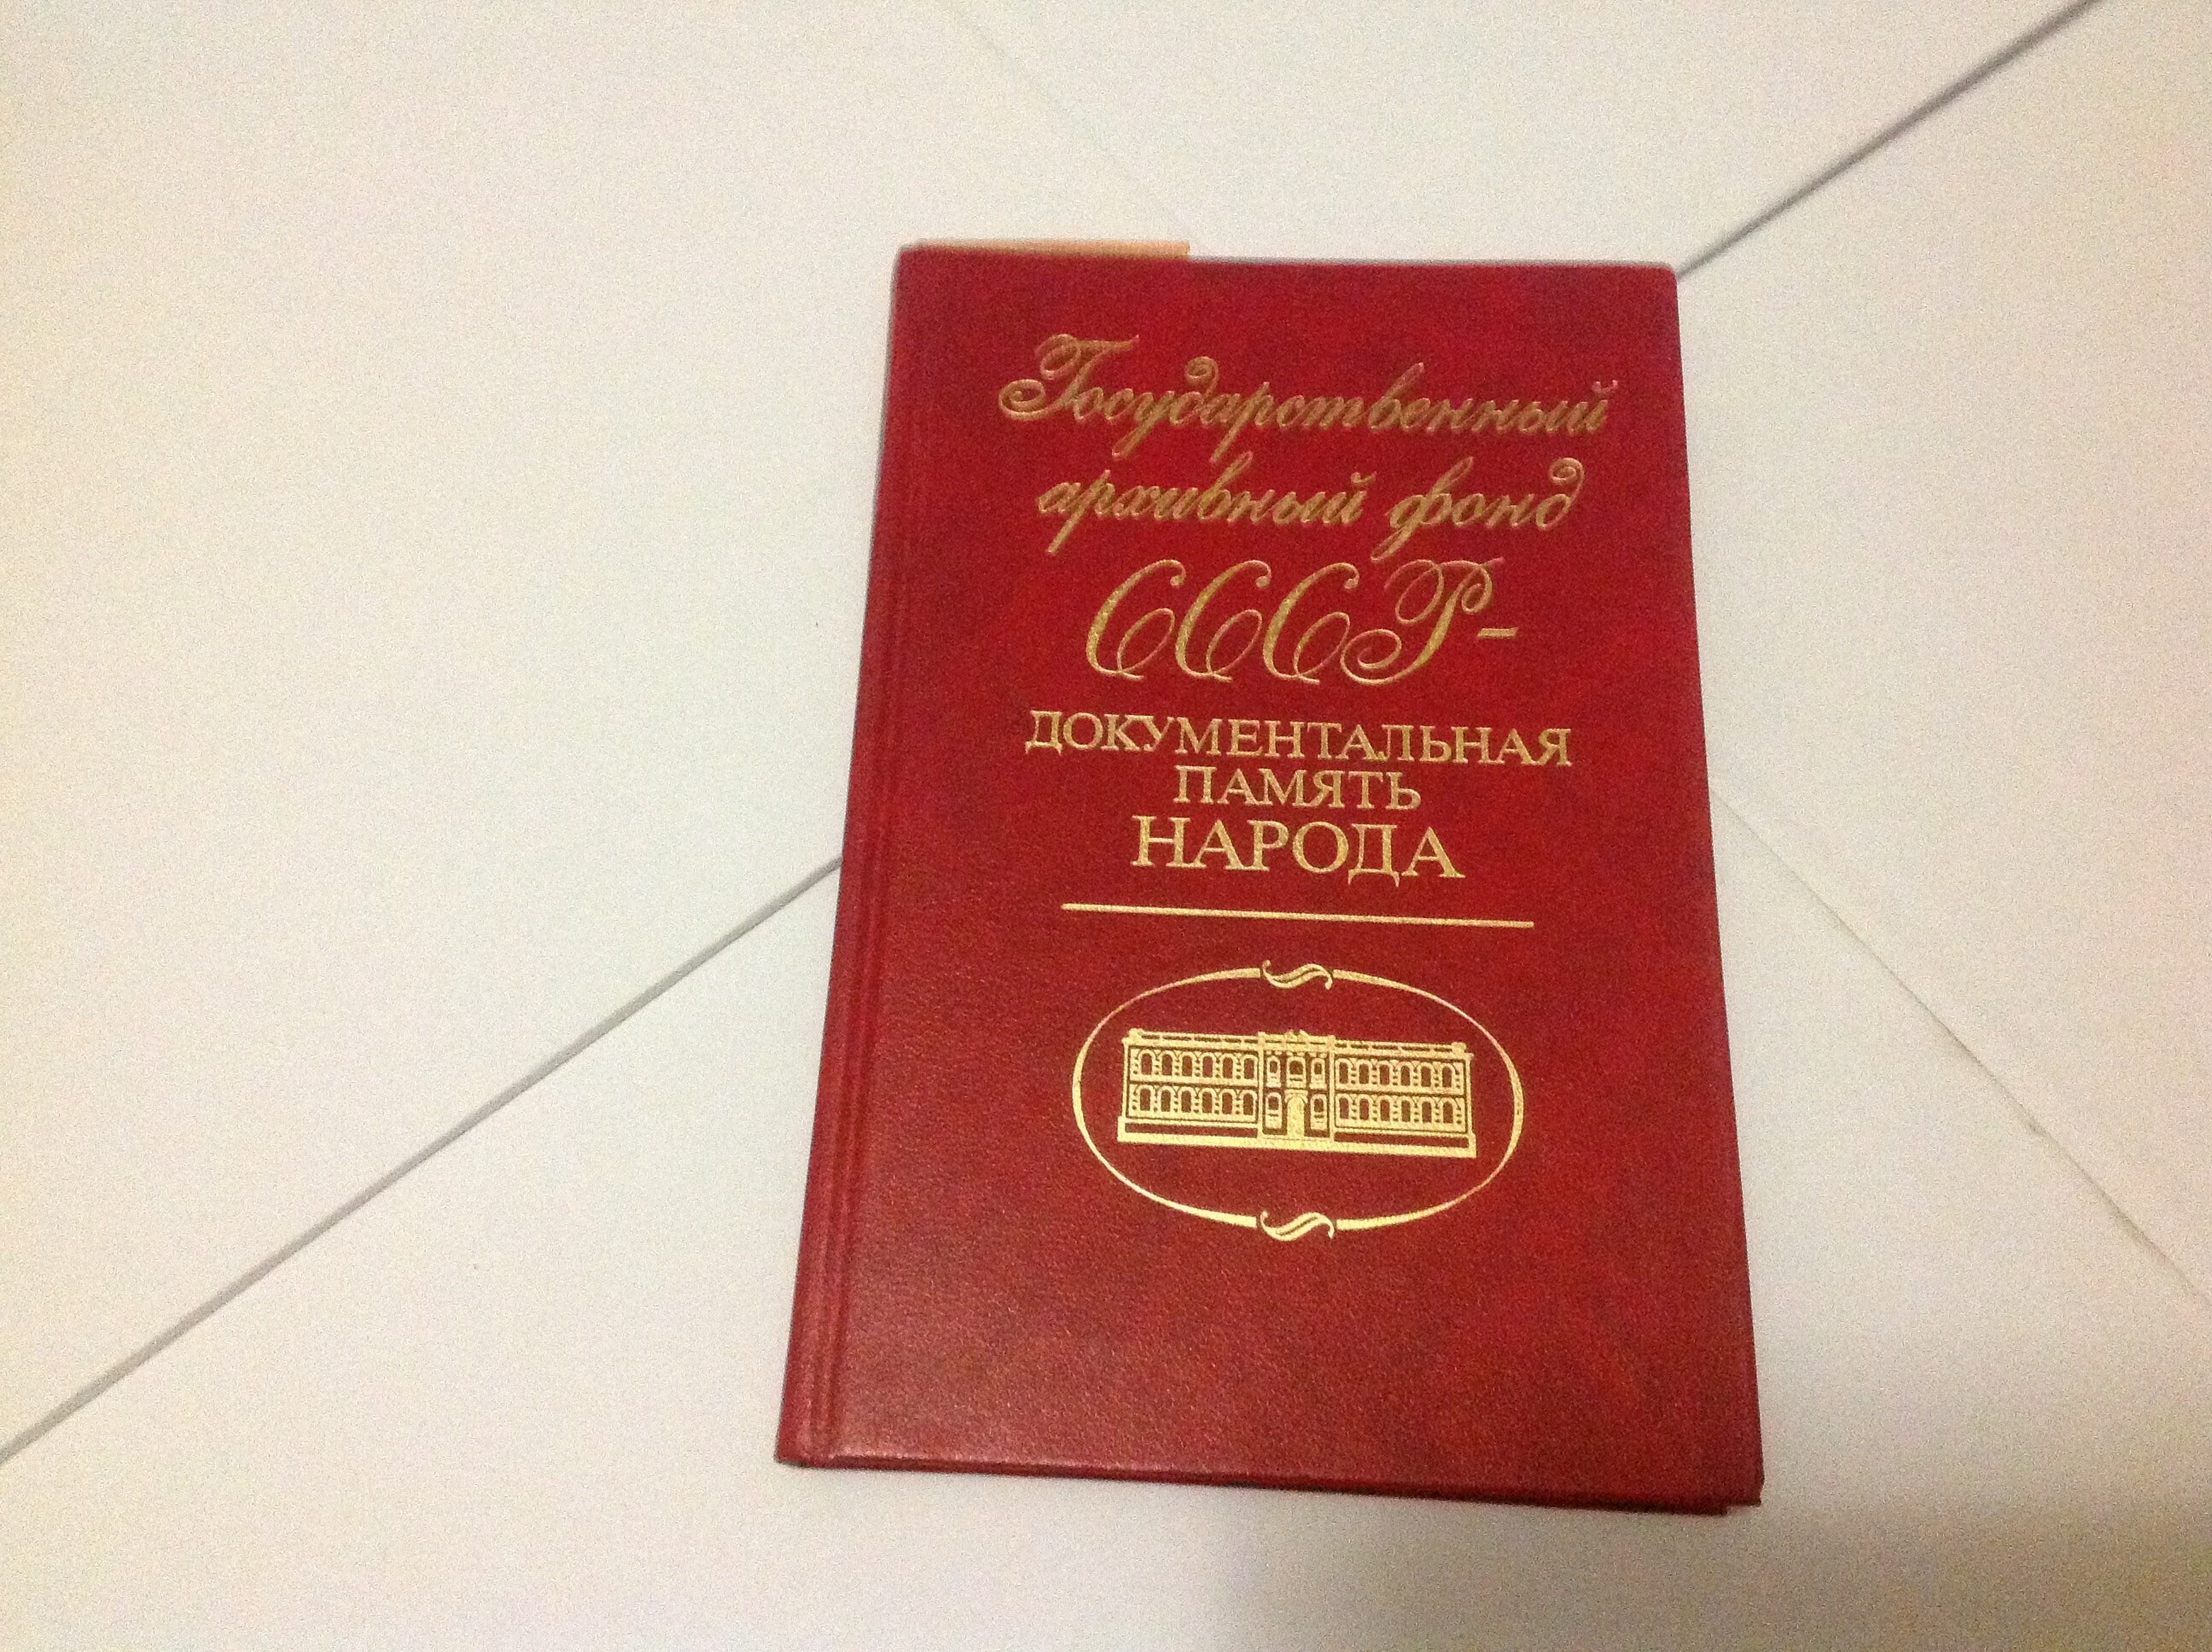 Государственный
архивный фонд
СССР-
ДОКУМЕНТАЛЬНАЯ
ПАМЯТЬ
НАРОДА